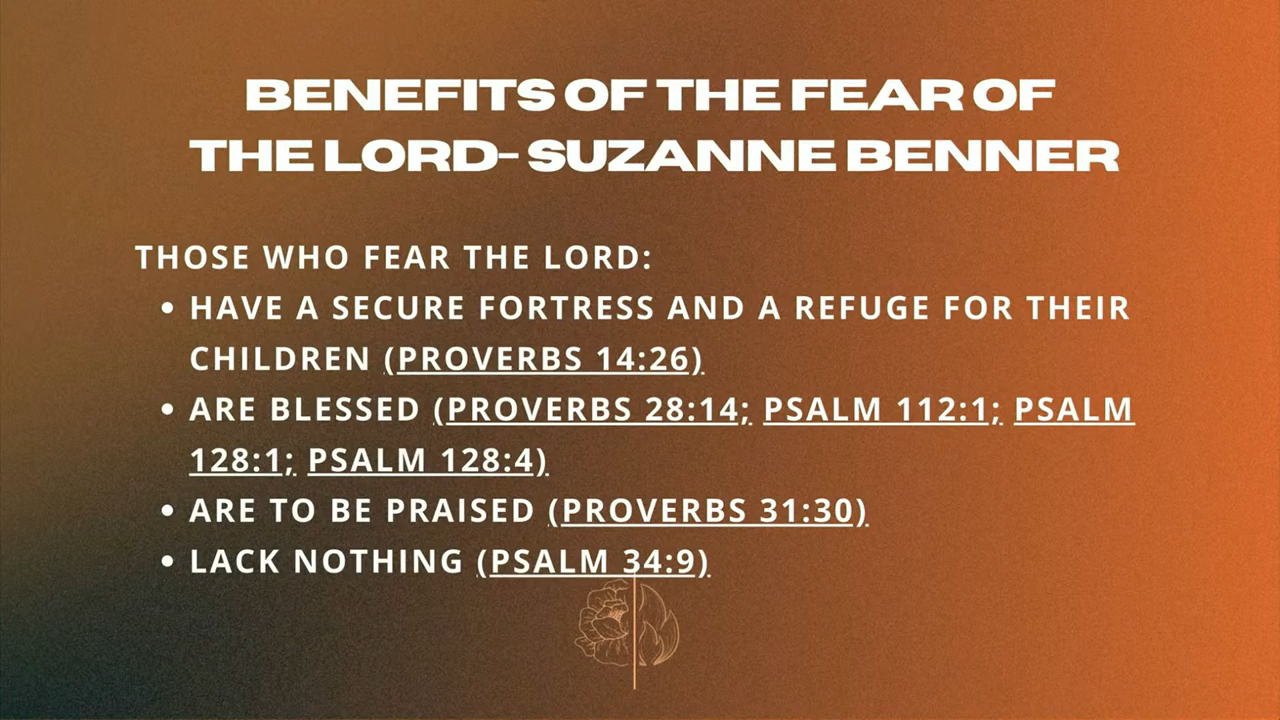 BENEFITS OF THE FEAR OF
THE LORD- SUZANNE BENNER
THOSE WHO FEAR THE LORD:
• HAVE A SECURE FORTRESS AND A REFUGE FOR THEIR
CHILDREN (PROVERBS 14:26)
• ARE BLESSED (PROVERBS 28:14; PSALM 112:1; PSALM
128:1; PSALM 128:4)
• ARE TO BE PRAISED (PROVERBS 31:30)
• LACK NOTHING (PSALM 34:9)